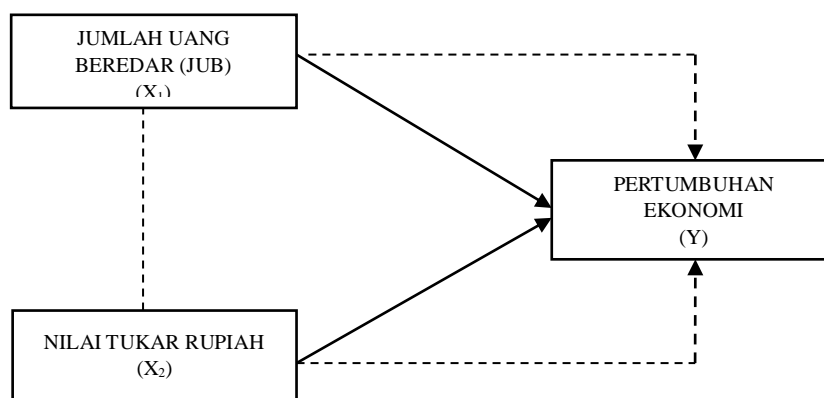 JUMLAH UANG
BEREDAR (JUB)
(X₁)
PERTUMBUHAN
EKONOMI
(Y)
NILAI TUKAR RUPIAH
(X₂)